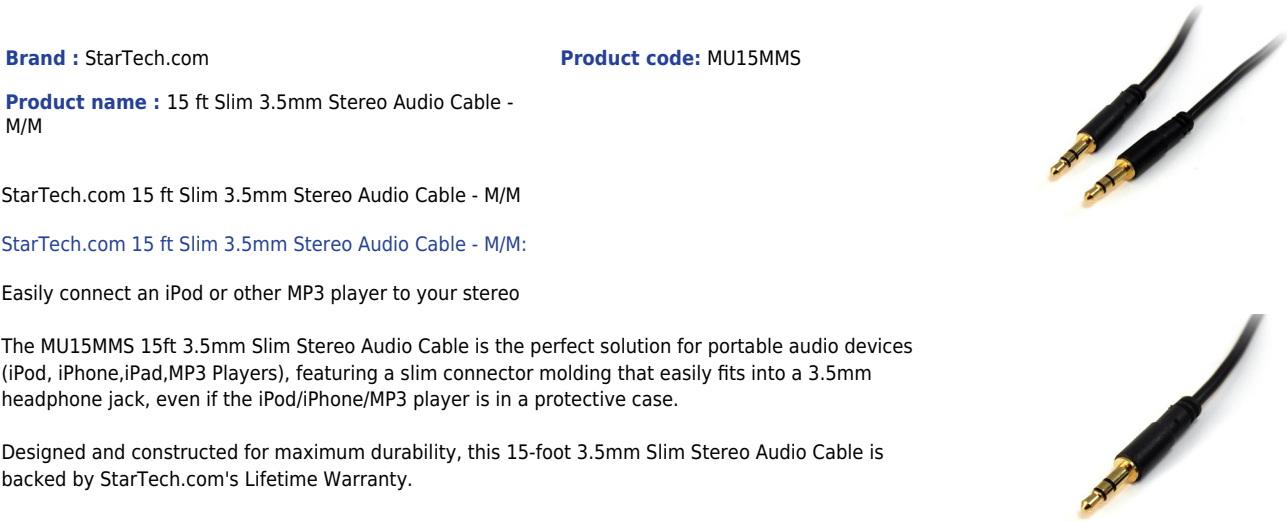 Brand : StarTech.com
Product code: MU15MMS
Product name : 15 ft Slim 3.5mm Stereo Audio Cable -
M/M
StarTech.com 15 ft Slim 3.5mm Stereo Audio Cable - M/M
StarTech.com 15 ft Slim 3.5mm Stereo Audio Cable - M/M:
Easily connect an iPod or other MP3 player to your stereo
The MU15MMS 15ft 3.5mm Slim Stereo Audio Cable is the perfect solution for portable audio devices
(iPod, iPhone,iPad,MP3 Players), featuring a slim connector molding that easily fits into a 3.5mm
headphone jack, even if the iPod/iPhone/MP3 player is in a protective case.
Designed and constructed for maximum durability, this 15-foot 3.5mm Slim Stereo Audio Cable is
backed by StarTech.com's Lifetime Warranty.